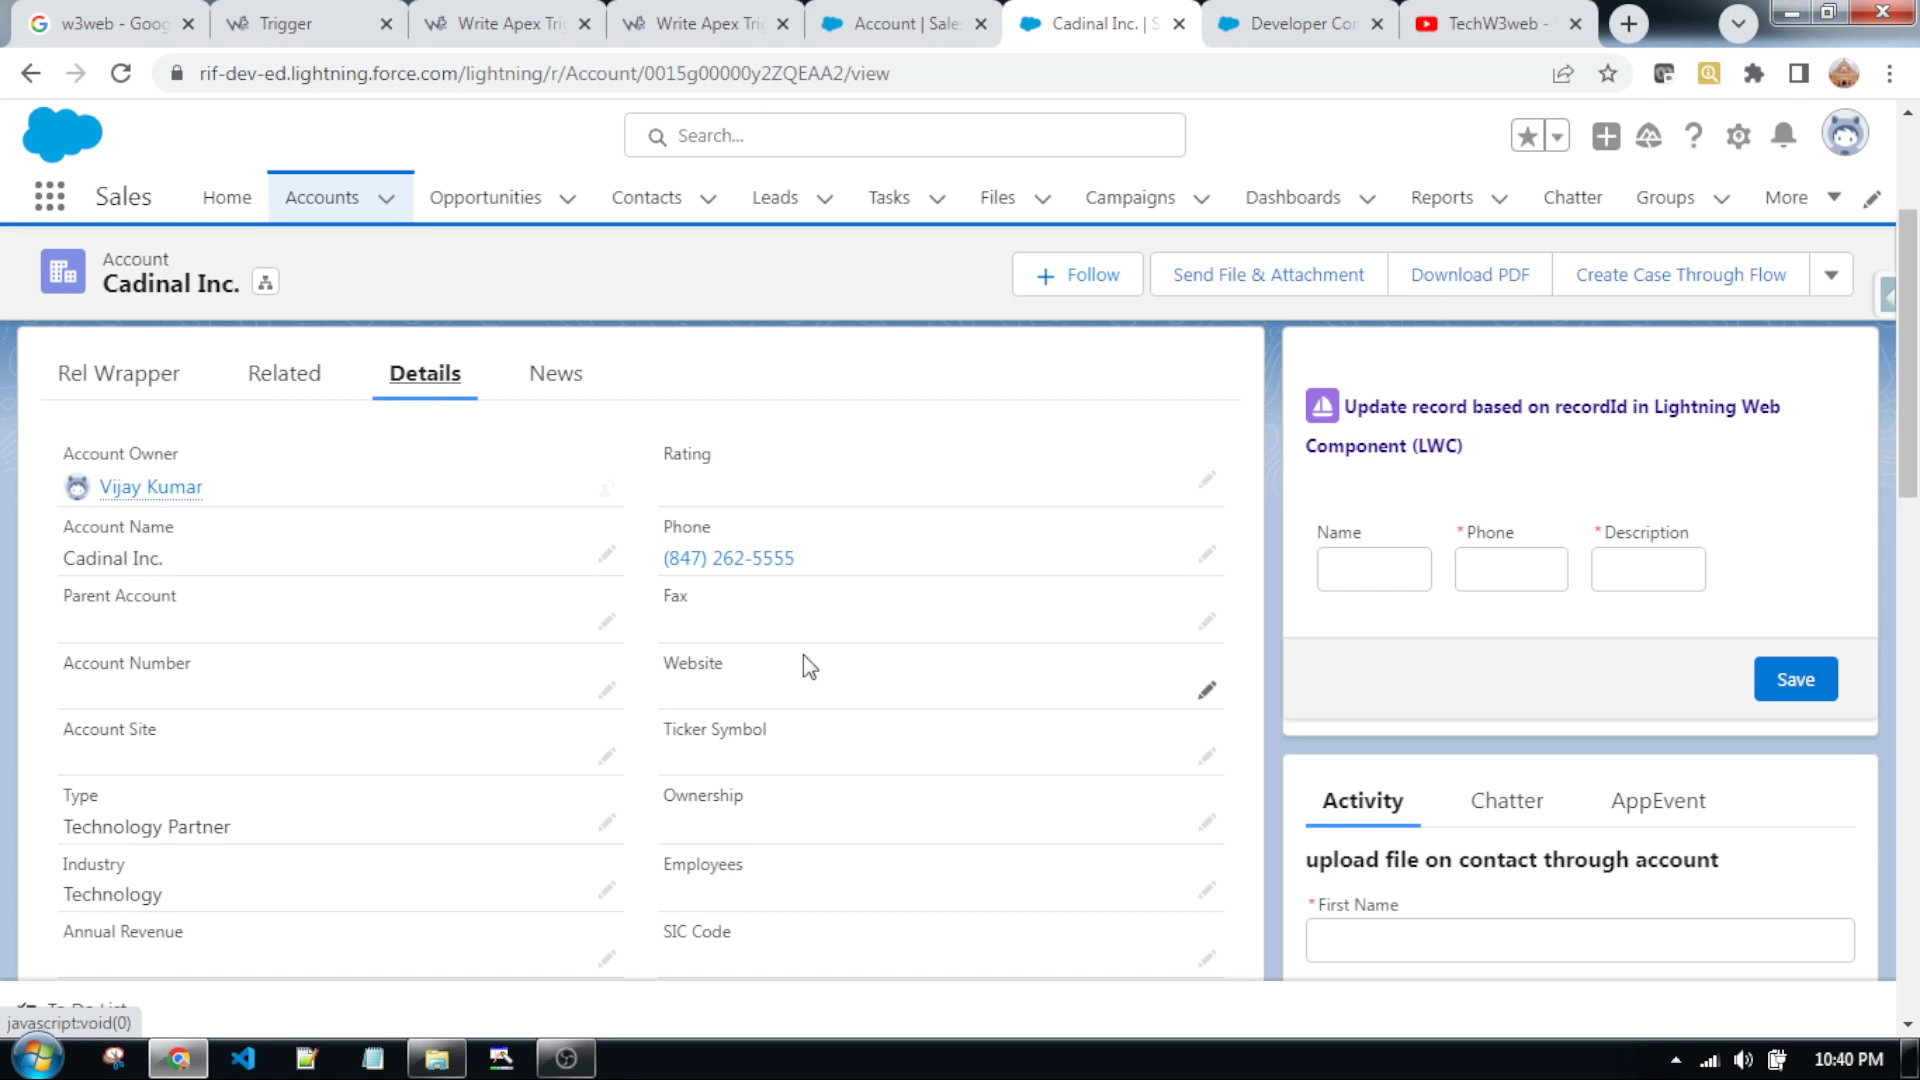 w3web - Goog
Trigger
Write Apex Tri
Write Apex Tri
Account | Sale
Cadinal Inc. | S
Developer Con
TechW3web -
rif-dev-ed.lightning.force.com/lightning/r/Account/0015g00000y2ZQEAA2/view
Search...
Sales
Home
Accounts
Opportunities
Contacts
Leads
Tasks
Files
Campaigns
Dashboards
Reports
Chatter
Groups
More
Account
Cadinal Inc.
Follow
Send File & Attachment
Download PDF
Create Case Through Flow
Rel Wrapper
Related
Details
News
Account Owner
Vijay Kumar
Rating
Account Name
Cadinal Inc.
Phone
(847) 262-5555
Parent Account
Fax
Account Number
Website
Account Site
Ticker Symbol
Type
Technology Partner
Ownership
Industry
Technology
Employees
Annual Revenue
SIC Code
Update record based on recordId in Lightning Web
Component (LWC)
Name
* Phone
* Description
Save
Activity
Chatter
AppEvent
upload file on contact through account
* First Name
To Do List
javascript:void(0)
10:40 PM